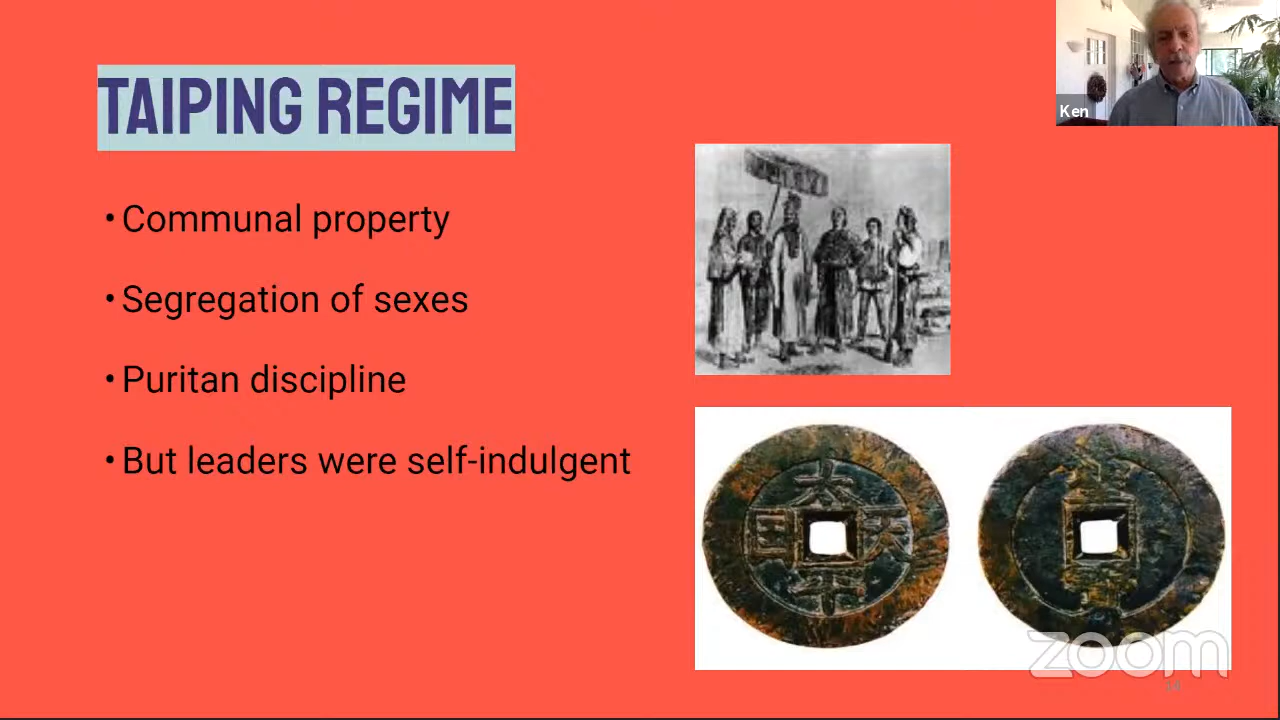 TAIPING REGIME
Ken
• Communal property
• Segregation of sexes
• Puritan discipline
• But leaders were self-indulgent
太
国 天
平
zoom